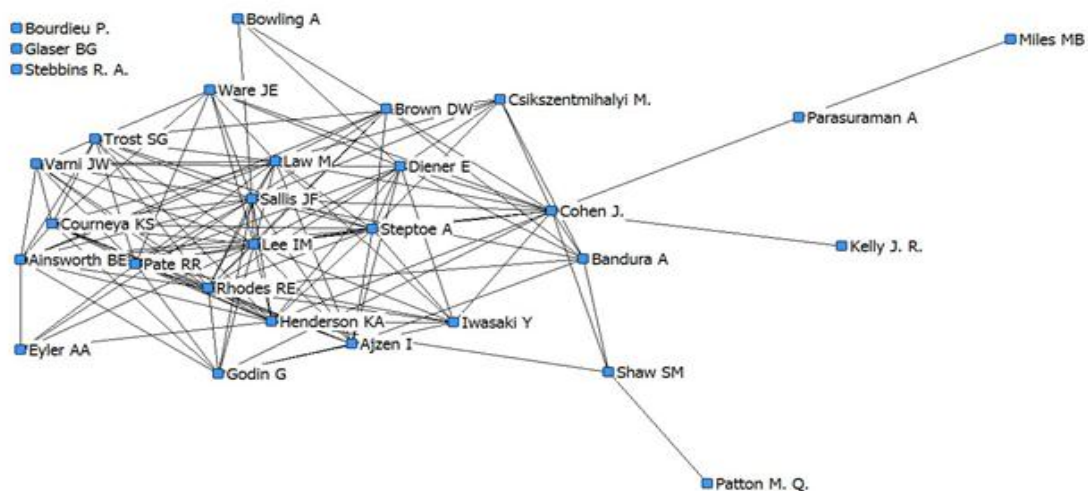 Bowling A
Bourdieu P.
Miles MB
Glaser BG
Stebbins R. A.
Ware JE
Csikszentmihalyi M.
Brown DW
Parasuraman A
Trost SG
Law M
Varni JW
Diener E
Sallis JF
Cohen J.
Courneya KS
Steptoe A
Lee IM
Kelly J. R.
Ainsworth BE
Pate RR
Bandura A
Rhodes RE
Henderson KA
Iwasaki Y
Eyler AA
Ajzen I
Godin G
Shaw SM
Patton M. Q.